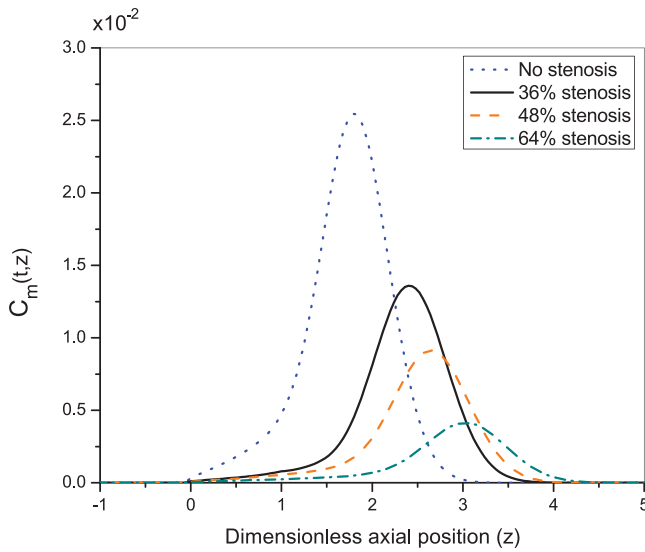 x10-2
3.0
2.5
2.0
1.5
1.0
0.5
0.0
Cm(t,z)
No stenosis
36% stenosis
48% stenosis
64% stenosis
-1 0 1 2 3 4 5
Dimensionless axial position (z)